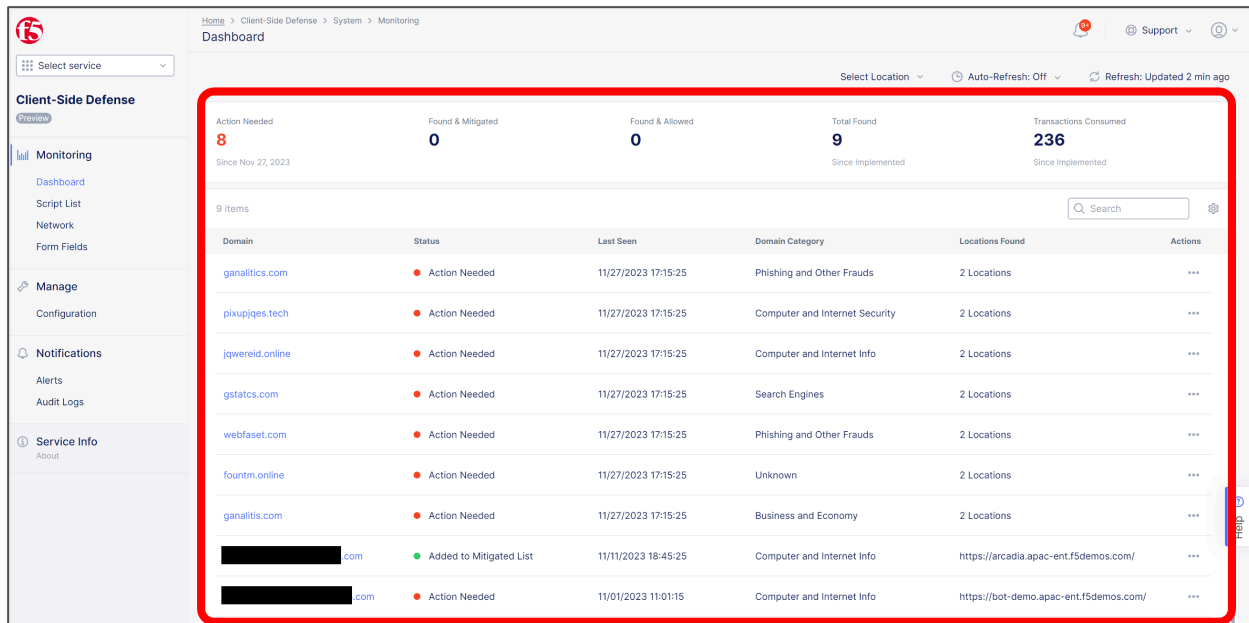 f5
Home > Client-Side Defense > System > Monitoring
Dashboard
9+
Support
Select service
Select Location
Auto-Refresh: Off
Refresh: Updated 2 min ago
Client-Side Defense
Preview
Monitoring
Dashboard
Script List
Network
Form Fields
Manage
Configuration
Notifications
Alerts
Audit Logs
Service Info
About
Action Needed Found & Mitigated Found & Allowed Total Found Transactions Consumed
8 0 0 9 236
Since Nov 27, 2023 Since Implemented Since Implemented
9 items Search
Domain Status Last Seen Domain Category Locations Found Actions
ganalitics.com Action Needed 11/27/2023 17:15:25 Phishing and Other Frauds 2 Locations
pixupjqes.tech Action Needed 11/27/2023 17:15:25 Computer and Internet Security 2 Locations
jqwereid.online Action Needed 11/27/2023 17:15:25 Computer and Internet Info 2 Locations
gstatcs.com Action Needed 11/27/2023 17:15:25 Search Engines 2 Locations
webfaset.com Action Needed 11/27/2023 17:15:25 Phishing and Other Frauds 2 Locations
fountm.online Action Needed 11/27/2023 17:15:25 Unknown 2 Locations
ganalitis.com Action Needed 11/27/2023 17:15:25 Business and Economy 2 Locations
.com Added to Mitigated List 11/11/2023 18:45:25 Computer and Internet Info https://arcadia.apac-ent.f5demos.com/
.com Action Needed 11/01/2023 11:01:15 Computer and Internet Info https://bot-demo.apac-ent.f5demos.com/
Help